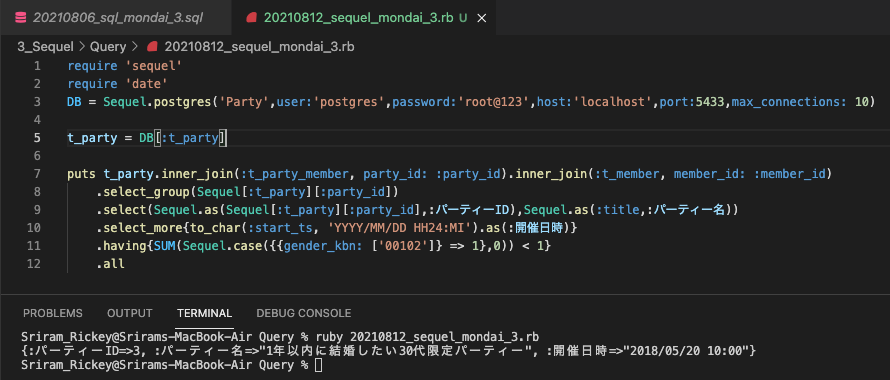 20210806_sql_mondai_3.sql
20210812_sequel_mondai_3.rb U
3_Sequel > Query > 20210812_sequel_mondai_3.rb
1 require 'sequel'
2 require 'date'
3 DB = Sequel.postgres('Party',user:'postgres',password:'root@123',host:'localhost',port:5433,max_connections: 10)
4
5 t_party = DB[:t_party]
6
7 puts t_party.inner_join(:t_party_member, party_id: :party_id).inner_join(:t_member, member_id: :member_id)
8 .select_group(Sequel[:t_party][:party_id])
9 .select(Sequel.as(Sequel[:t_party][:party_id],:パーティーID),Sequel.as(:title,:パーティー名))
10 .select_more{to_char(:start_ts, 'YYYY/MM/DD HH24:MI').as(:開催日時)}
11 .having{SUM(Sequel.case({{gender_kbn: ['00102']} => 1},0)) < 1}
12 .all
PROBLEMS OUTPUT TERMINAL DEBUG CONSOLE
Sriram_Rickey@Srirams-MacBook-Air Query % ruby 20210812_sequel_mondai_3.rb
{:パーティーID=>3, :パーティー名=>"1年以内に結婚したい30代限定パーティー", :開催日時=>"2018/05/20 10:00"}
Sriram_Rickey@Srirams-MacBook-Air Query %